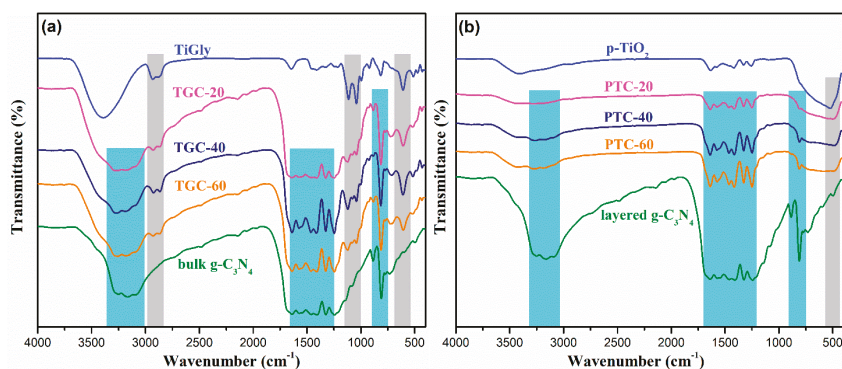 (a)
TiGly
TGC-20
TGC-40
TGC-60
bulk g-C₃N₄
Transmittance (%)
4000 3500 3000 2500 2000 1500 1000 500
Wavenumber (cm⁻¹)
(b)
p-TiO₂
PTC-20
PTC-40
PTC-60
layered g-C₃N₄
Transmittance (%)
4000 3500 3000 2500 2000 1500 1000 500
Wavenumber (cm⁻¹)